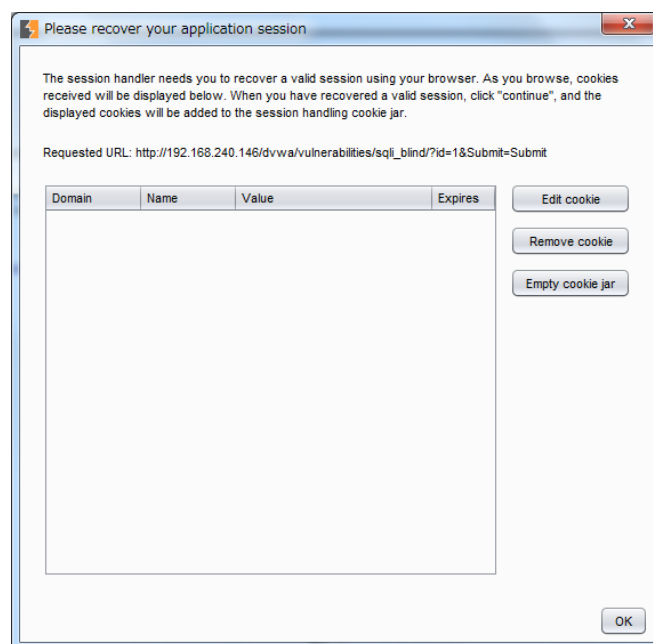 Please recover your application session
The session handler needs you to recover a valid session using your browser. As you browse, cookies
received will be displayed below. When you have recovered a valid session, click "continue", and the
displayed cookies will be added to the session handling cookie jar.
Requested URL: http://192.168.240.146/dvwa/vulnerabilities/sqli_blind/?id=1&Submit=Submit
Domain Name Value Expires
Edit cookie
Remove cookie
Empty cookie jar
OK